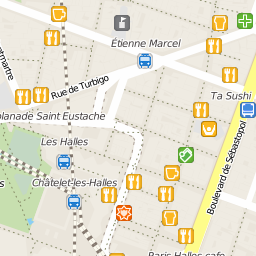 Étienne Marcel
ntmartre
Rue de Turbigo
Ta Sushi
planade Saint Eustache
Les Halles
Boulevard de Sébastopol
Châtelet-les-Halles
Paris Halles cafe